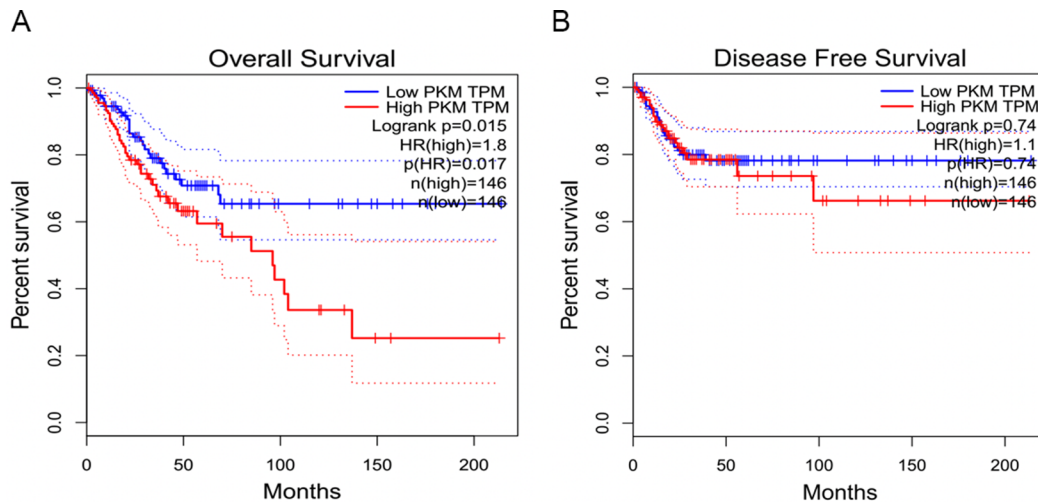 A
Overall Survival
Low PKM TPM
High PKM TPM
Logrank p=0.015
HR(high)=1.8
p(HR)=0.017
n(high)=146
n(low)=146
Percent survival
1.0
0.8
0.6
0.4
0.2
0.0
0 50 100 150 200
Months
B
Disease Free Survival
Low PKM TPM
High PKM TPM
Logrank p=0.74
HR(high)=1.1
p(HR)=0.74
n(high)=146
n(low)=146
Percent survival
1.0
0.8
0.6
0.4
0.2
0.0
0 50 100 150 200
Months